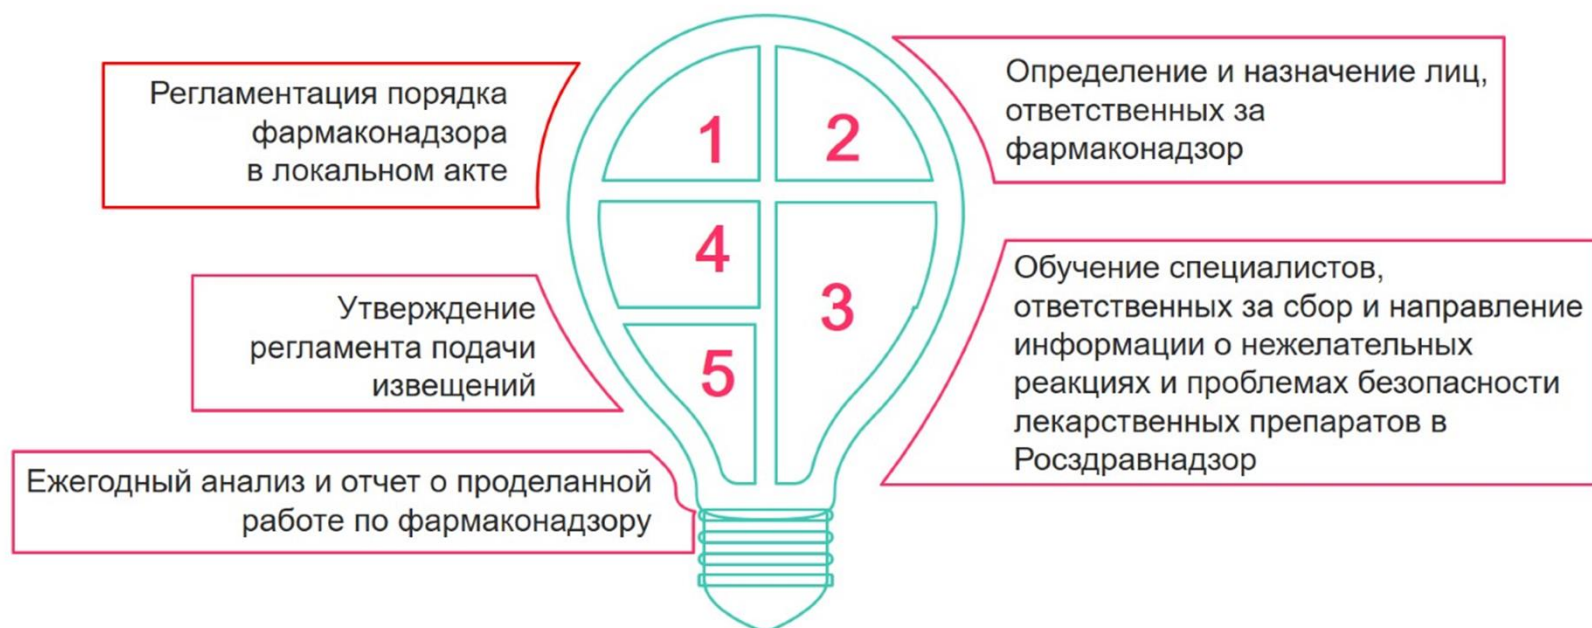 Регламентация порядка
фармаконадзора
в локальном акте
1
2
Определение и назначение лиц,
ответственных за
фармаконадзор
3
Обучение специалистов,
ответственных за сбор и направление
информации о нежелательных
реакциях и проблемах безопасности
лекарственных препаратов в
Росздравнадзор
4
Утверждение
регламента подачи
извещений
5
Ежегодный анализ и отчет о проделанной
работе по фармаконадзору